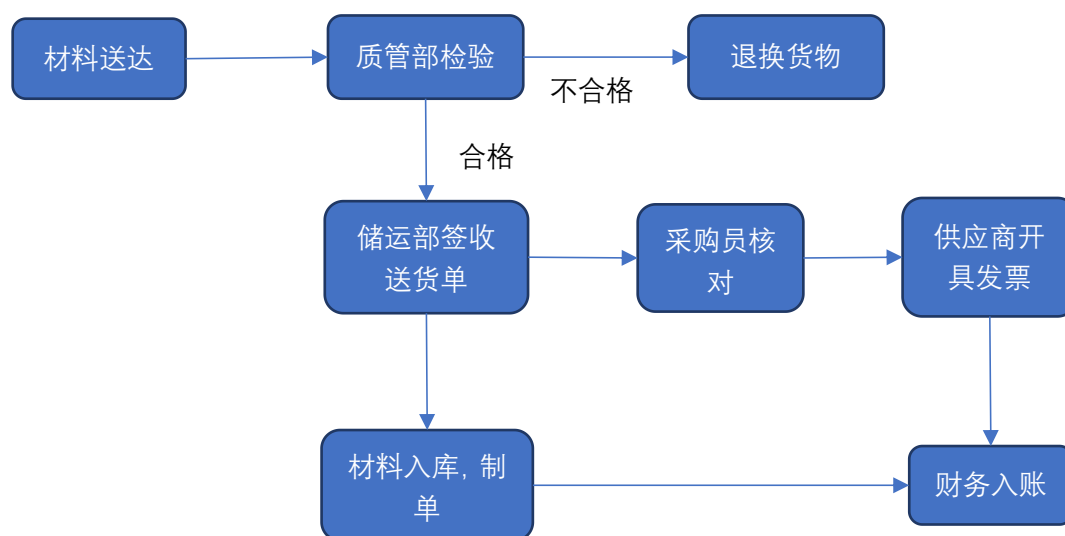 材料送达
质管部检验
退换货物
不合格
合格
储运部签收
送货单
采购员核
对
供应商开
具发票
材料入库, 制
单
财务入账